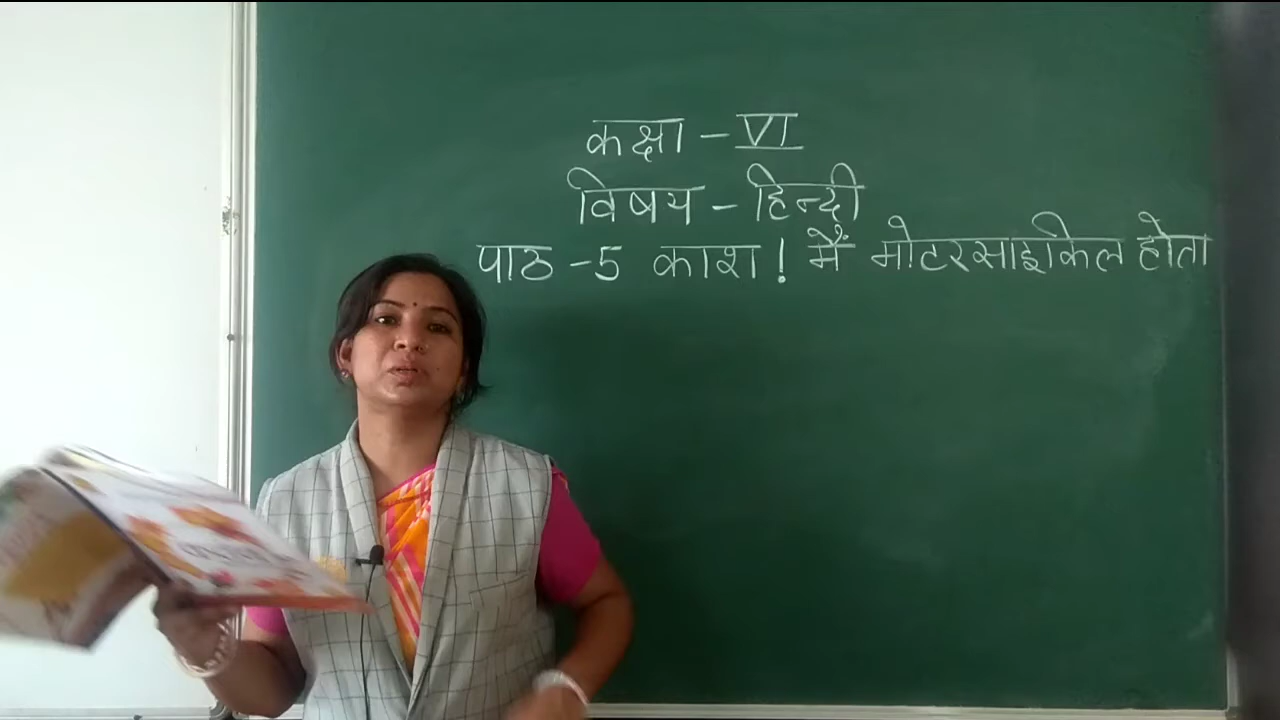 कक्षा - VI
विषय - हिन्दी
पाठ - 5 काश! मैं मोटरसाइकिल होता